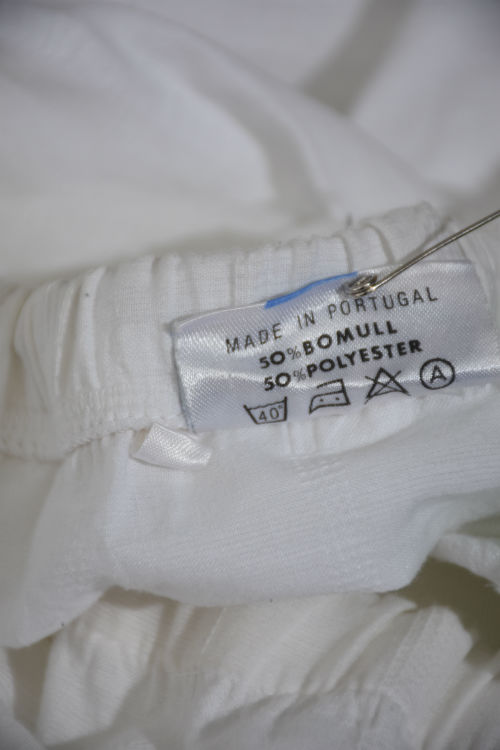 MADE IN PORTUGAL
50% BOMULL
50% POLYESTER
40° A